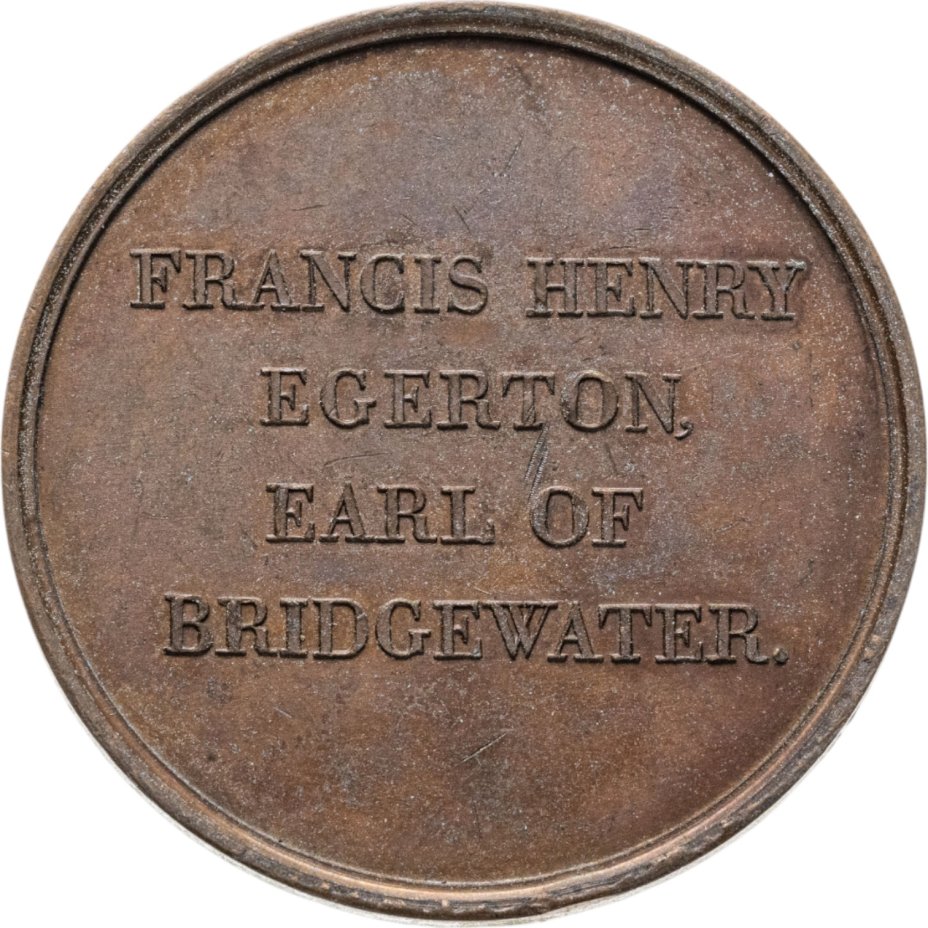 FRANCIS HENRY
EGERTON,
EARL OF
BRIDGEWATER.